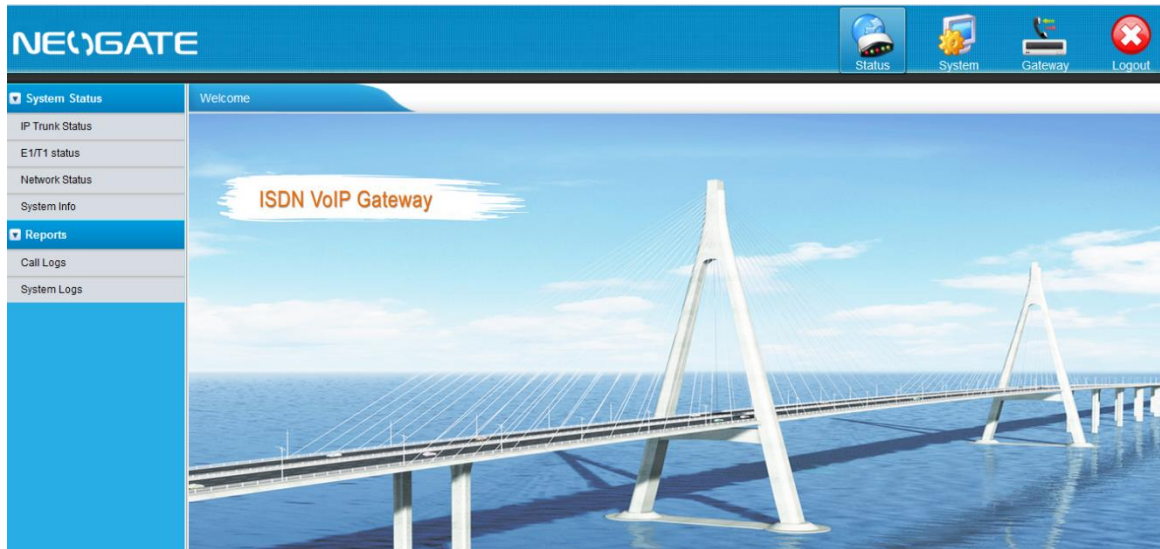 NEOGATE
Status
System
Gateway
Logout
System Status
Welcome
IP Trunk Status
E1/T1 status
Network Status
System Info
Reports
Call Logs
System Logs
ISDN VoIP Gateway